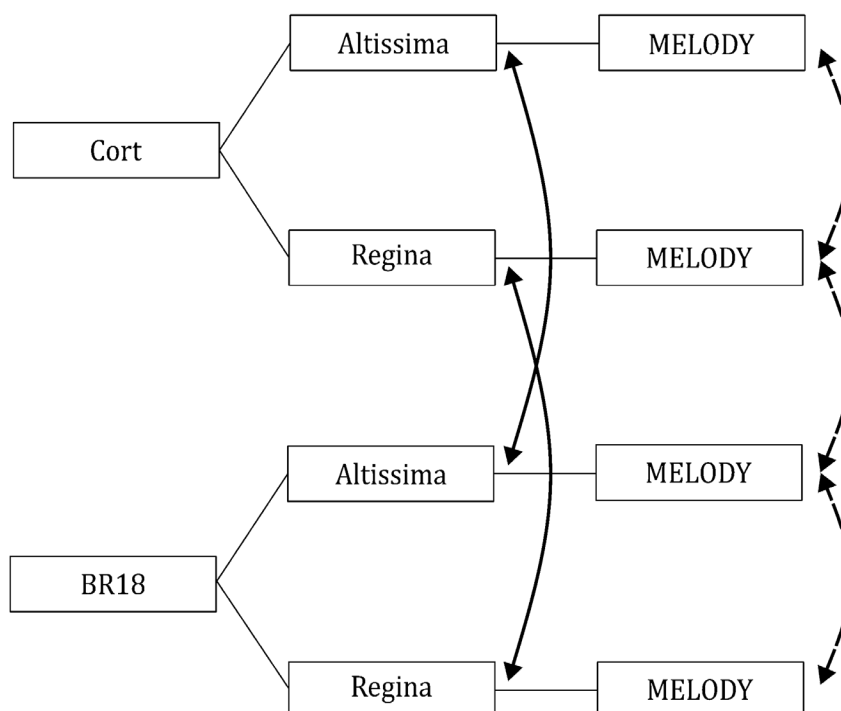 Altissima
MELODY
Cort
Regina
MELODY
Altissima
MELODY
BR18
Regina
MELODY